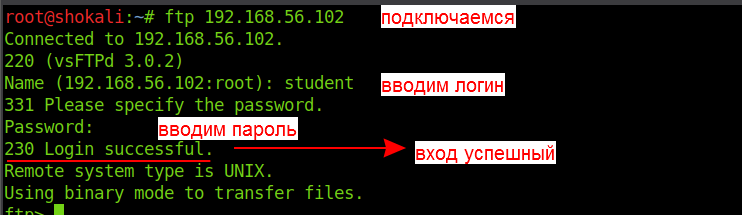 root@shokali:~# ftp 192.168.56.102 подключаемся
Connected to 192.168.56.102.
220 (vsFTPd 3.0.2)
Name (192.168.56.102:root): student вводим логин
331 Please specify the password.
Password: вводим пароль
230 Login successful. вход успешный
Remote system type is UNIX.
Using binary mode to transfer files.
ftp>